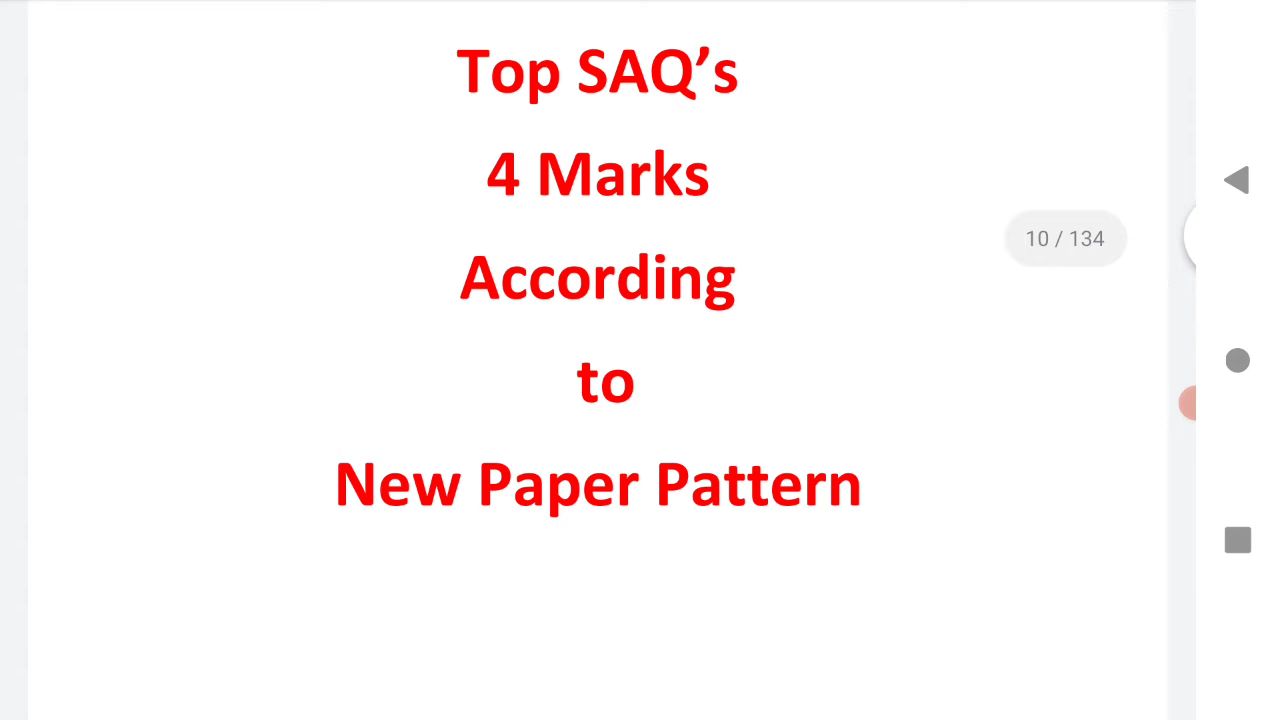 Top SAQ’s
4 Marks
10 / 134
According
to
New Paper Pattern